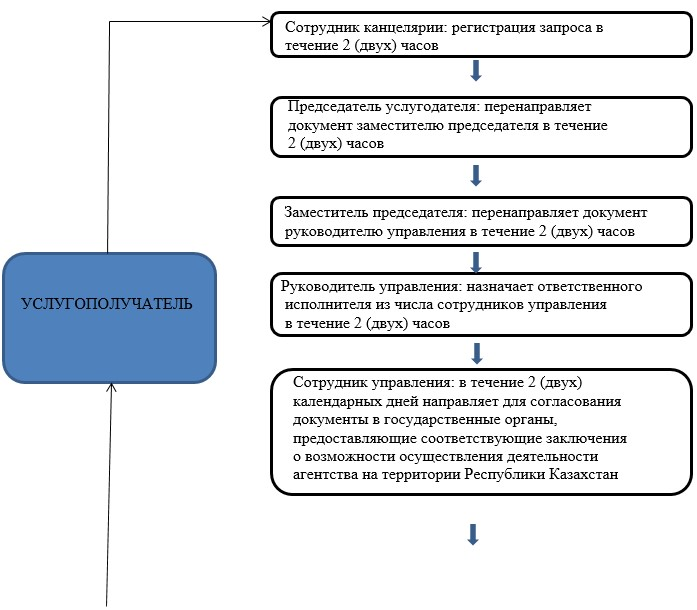 Сотрудник канцелярии: регистрация запроса в
течение 2 (двух) часов
Председатель услугодателя: перенаправляет
документ заместителю председателя в течение
2 (двух) часов
Заместитель председателя: перенаправляет документ
руководителю управления в течение 2 (двух) часов
УСЛУГОПОЛУЧАТЕЛЬ
Руководитель управления: назначает ответственного
исполнителя из числа сотрудников управления
в течение 2 (двух) часов
Сотрудник управления: в течение 2 (двух)
календарных дней направляет для согласования
документы в государственные органы,
предоставляющие соответствующие заключения
о возможности осуществления деятельности
агентства на территории Республики Казахстан